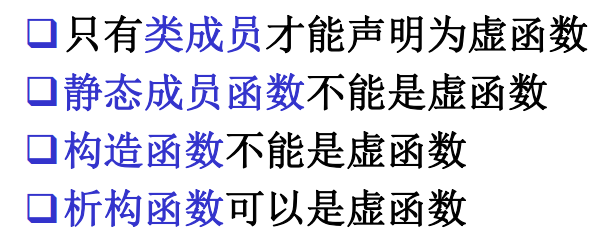 ❑只有类成员才能声明为虚函数
❑静态成员函数不能是虚函数
❑构造函数不能是虚函数
❑析构函数可以是虚函数